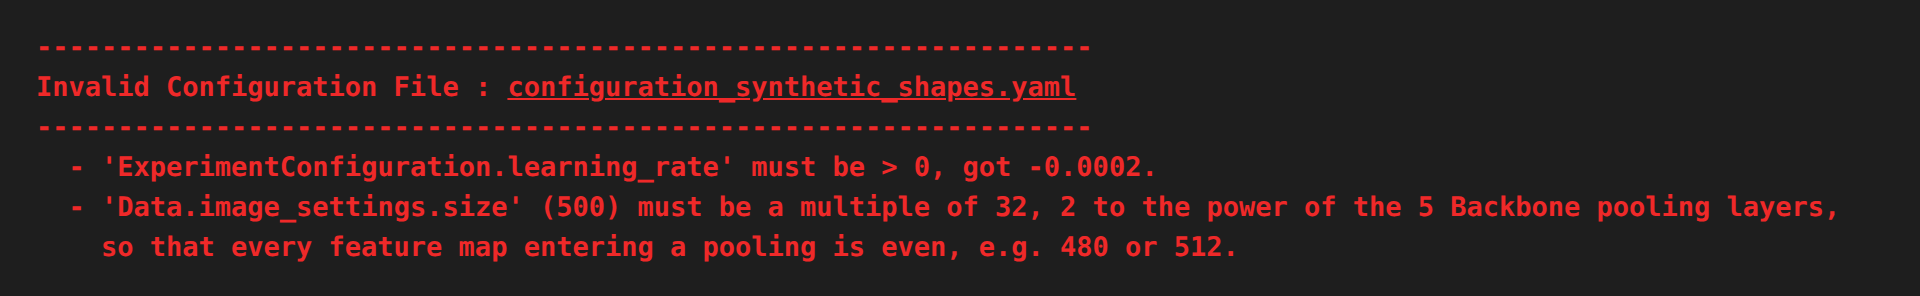 -----------------------------------------------------------------
Invalid Configuration File : configuration_synthetic_shapes.yaml
-----------------------------------------------------------------
  - 'ExperimentConfiguration.learning_rate' must be > 0, got -0.0002.
  - 'Data.image_settings.size' (500) must be a multiple of 32, 2 to the power of the 5 Backbone pooling layers,
    so that every feature map entering a pooling is even, e.g. 480 or 512.